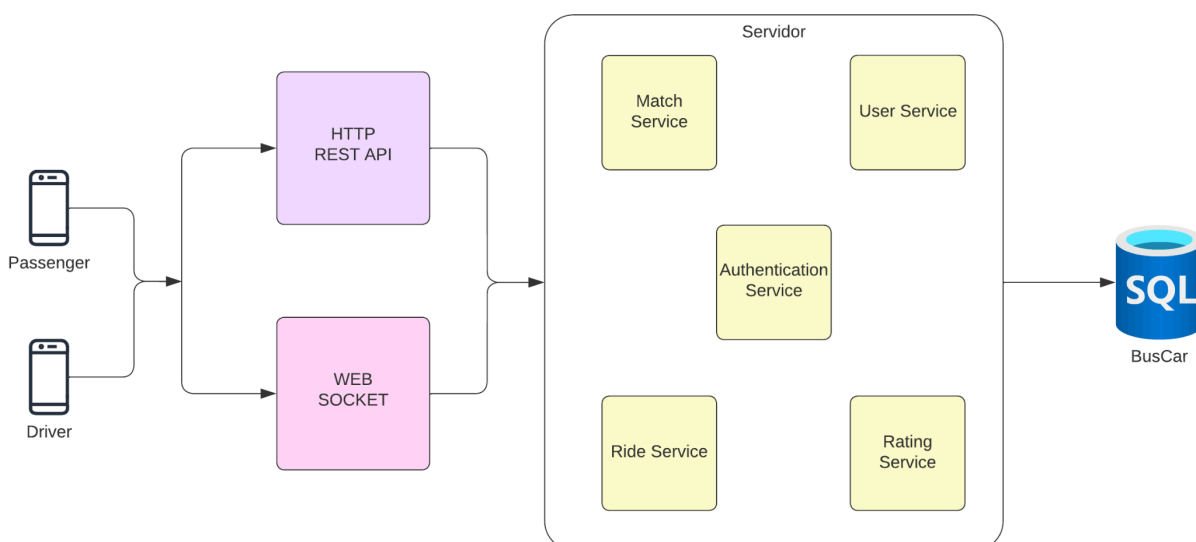 Servidor
Match
Service
User Service
HTTP
REST API
Passenger
Authentication
Service
SQL
BusCar
Driver
WEB
SOCKET
Ride Service
Rating
Service